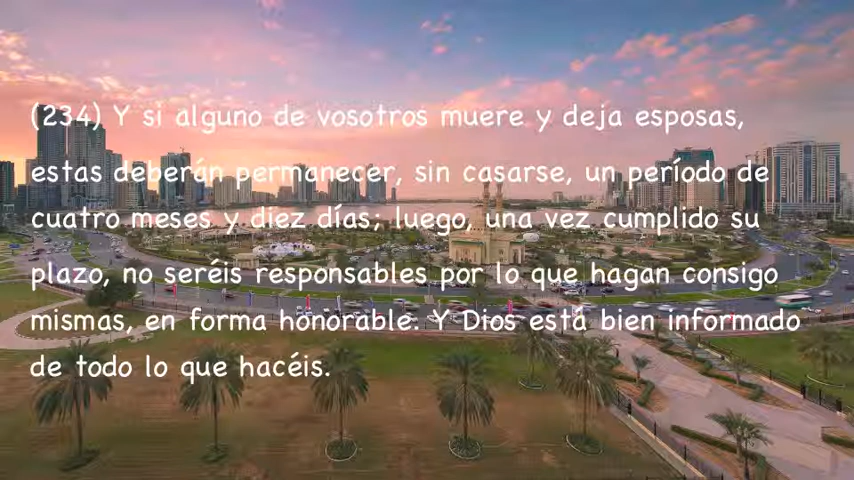 (234) Y si alguno de vosotros muere y deja esposas,
estas deberán permanecer, sin casarse, un período de
cuatro meses y diez días; luego, una vez cumplido su
plazo, no seréis responsables por lo que hagan consigo
mismas, en forma honorable. Y Dios está bien informado
de todo lo que hacéis.